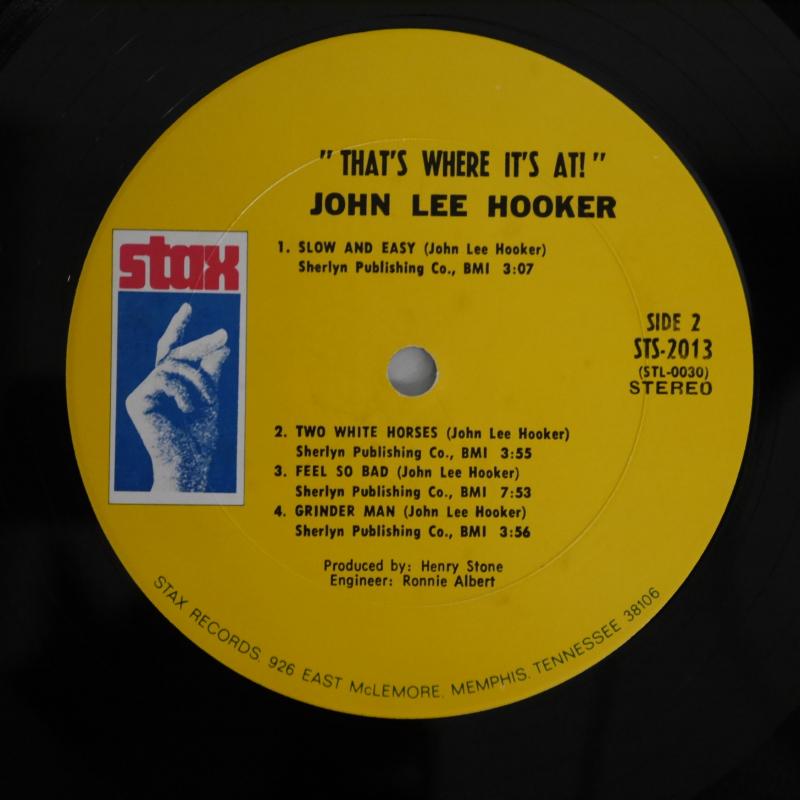 " THAT'S WHERE IT'S AT! "
JOHN LEE HOOKER
stax
1. SLOW AND EASY (John Lee Hooker)
Sherlyn Publishing Co., BMI 3:07
SIDE 2
STS-2013
(STL-0030)
STEREO
2. TWO WHITE HORSES (John Lee Hooker)
Sherlyn Publishing Co., BMI 3:55
3. FEEL SO BAD (John Lee Hooker)
Sherlyn Publishing Co., BMI 7:53
4. GRINDER MAN (John Lee Hooker)
Sherlyn Publishing Co., BMI 3:56
Produced by: Henry Stone
Engineer: Ronnie Albert
STAX RECORDS, 926 EAST McLEMORE, MEMPHIS, TENNESSEE 38106